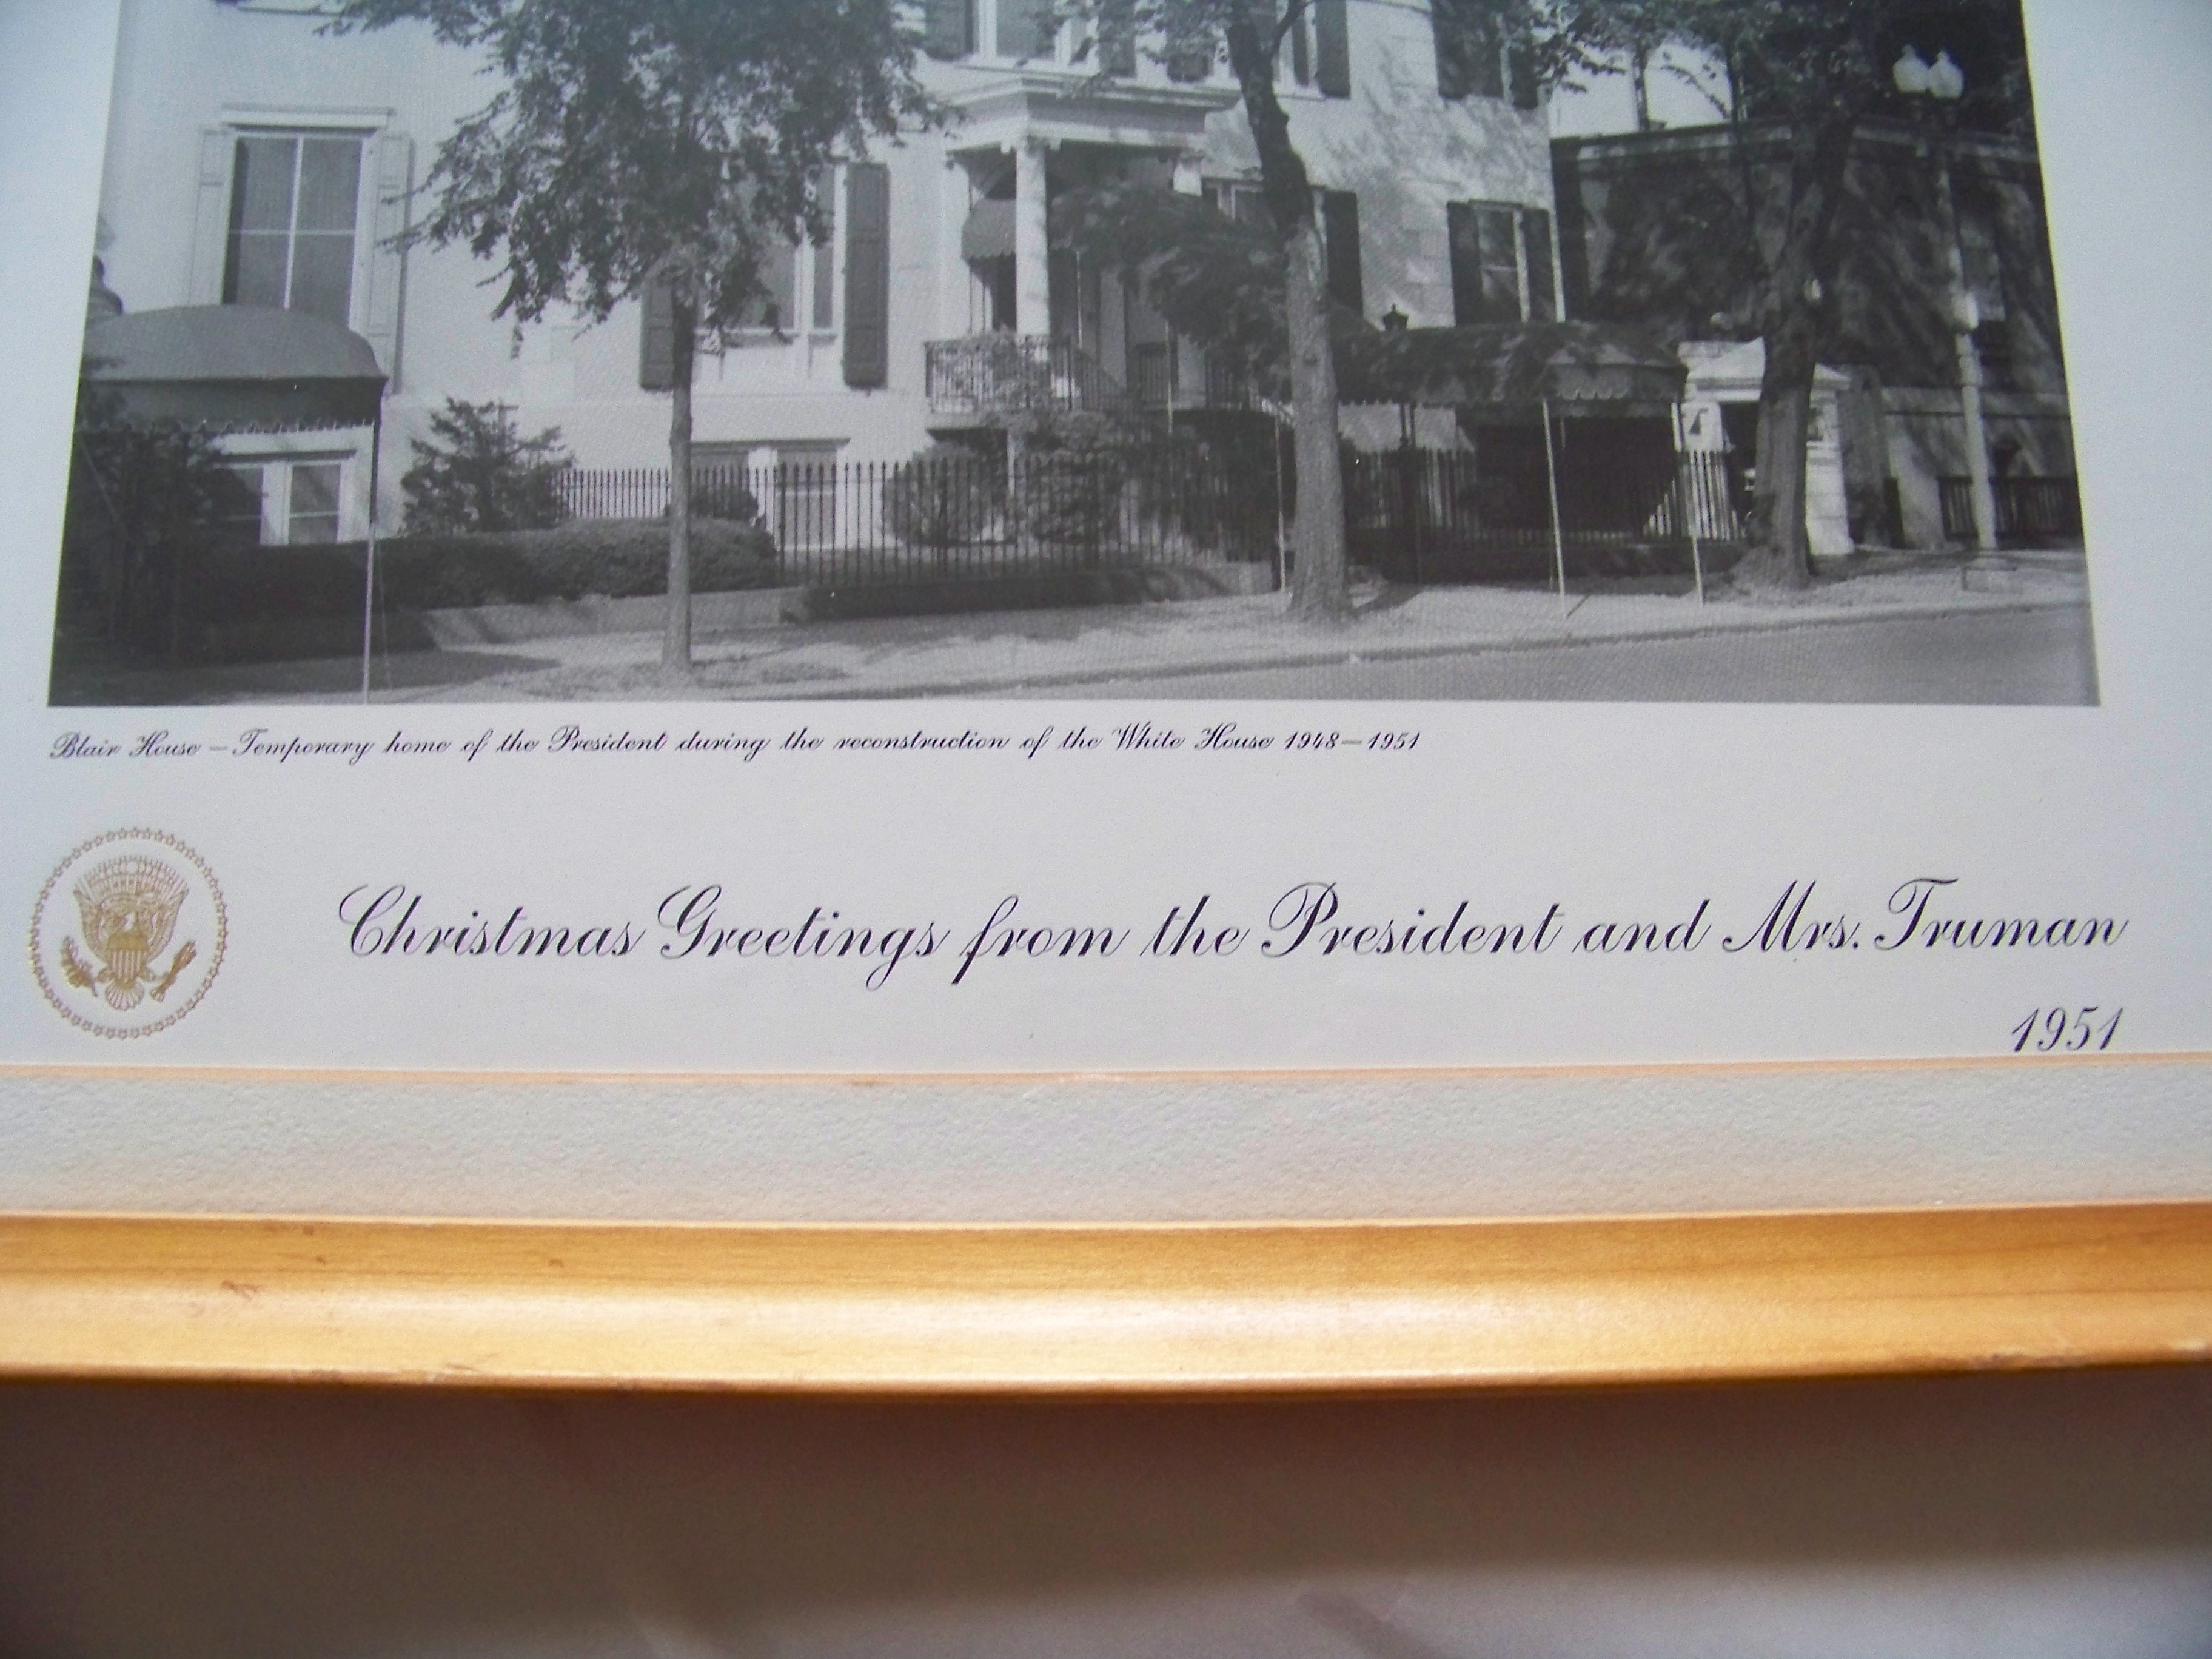 Blair House — Temporary home of the President during the reconstruction of the White House 1948—1951
Christmas Greetings from the President and Mrs. Truman
1951